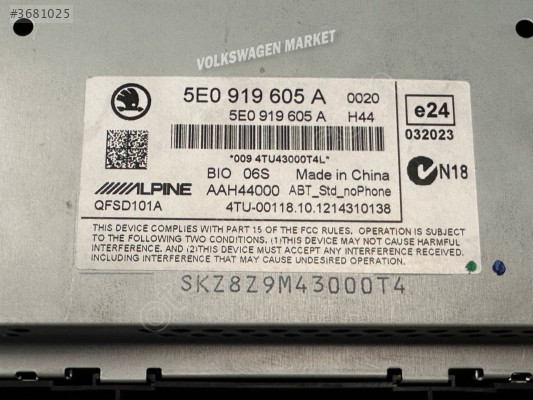 #3681025
VOLKSWAGEN MARKET
5E0 919 605 A 0020
5E0 919 605 A H44
e24
032023
*009 4TU43000T4L*
BIO 06S Made in China
N18
ALPINE AAH44000 ABT_Std_noPhone
QFSD101A 4TU-00118.10.1214310138
THIS DEVICE COMPLIES WITH PART 15 OF THE FCC RULES. OPERATION IS SUBJECT
TO THE FOLLOWING TWO CONDITIONS. (1)THIS DEVICE MAY NOT CAUSE HARMFUL
INTERFERENCE. AND (2)THIS DEVICE MUST ACCEPT ANY INTERFERENCE RECEIVED.
INCLUDING INTERFERENCE THAT MAY CAUSE UNDESIRED OPERATION.
SKZ8Z9M43000T4